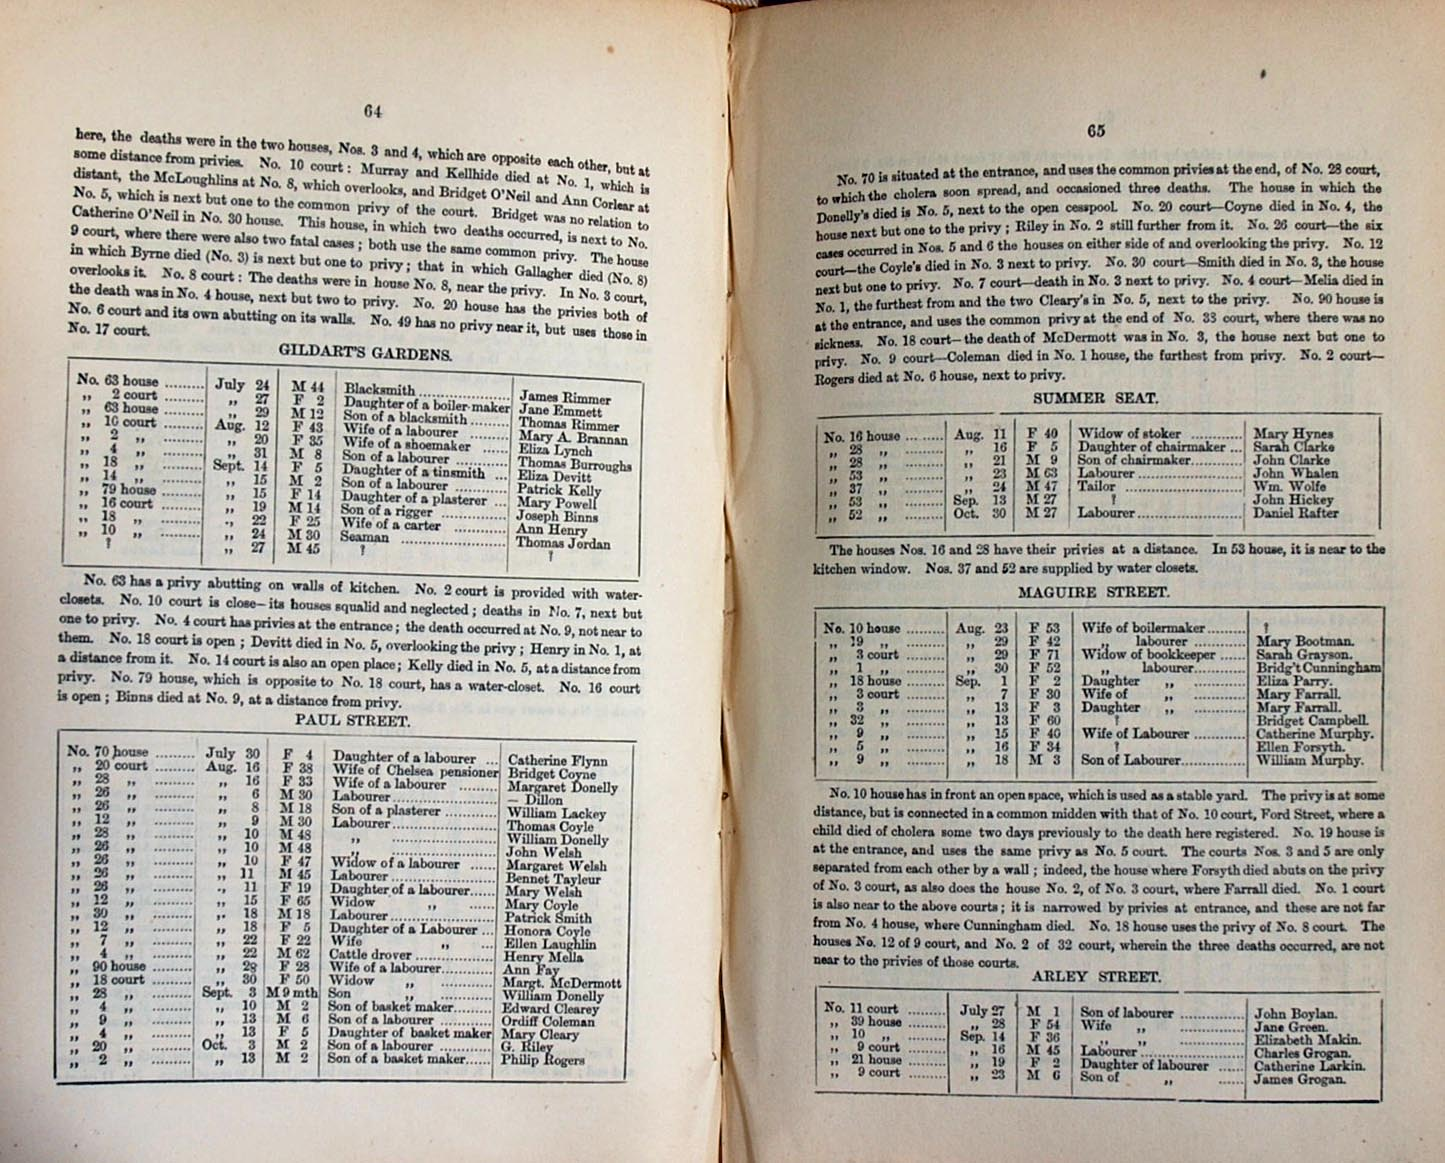 64
here, the deaths were in the two houses, Nos. 3 and 4, which are opposite each other, but at
some distance from privies. No. 10 court: Murray and Kellhide died at No. 1, which is
distant, the McLoughlins at No. 8, which overlooks, and Bridget O'Neil and Ann Corlear at
No. 5, which is next but one to the common privy of the court. Bridget was no relation to
Catherine O'Neil in No. 30 house. This house, in which two deaths occurred, is next to No.
9 court, where there were also two fatal cases; both use the same common privy. The house
in which Byrne died (No. 3) is next but one to privy; that in which Gallagher died (No. 8)
overlooks it. No. 8 court: The deaths were in house No. 8, near the privy. In No. 3 court,
the death was in No. 4 house, next but two to privy. No. 20 house has the privies both of
No. 6 court and its own abutting on its walls. No. 49 has no privy near it, but uses those in
No. 17 court.
GILDART'S GARDENS.
No. 63 house ......... July 24 M 44 Blacksmith ............... James Rimmer
„ 2 court ......... „ 27 F 2 Daughter of a boiler-maker Jane Emmett
„ 63 house ......... „ 29 M 12 Son of a blacksmith ......... Thomas Rimmer
„ 10 court ......... Aug. 12 F 43 Wife of a labourer ......... Mary A. Brannan
„ 2 „ ......... „ 20 F 35 Wife of a shoemaker ...... Eliza Lynch
„ 4 „ ......... „ 31 M 8 Son of a labourer ............ Thomas Burroughs
„ 18 „ ......... Sept. 14 F 5 Daughter of a tinsmith ... Eliza Devitt
„ 14 „ ......... „ 15 M 2 Son of a labourer ............ Patrick Kelly
„ 79 house ......... „ 15 F 14 Daughter of a plasterer ... Mary Powell
„ 16 court ......... „ 19 M 14 Son of a rigger ............... Joseph Binns
„ 18 „ ......... „ 22 F 25 Wife of a carter ............ Ann Henry
„ 10 „ ......... „ 24 M 30 Seaman ........................ Thomas Jordan
? „ 27 M 45 ? ?
No. 63 has a privy abutting on walls of kitchen. No. 2 court is provided with water-
closets. No. 10 court is close—its houses squalid and neglected; deaths in No. 7, next but
one to privy. No. 4 court has privies at the entrance; the death occurred at No. 9, not near to
them. No. 18 court is open; Devitt died in No. 5, overlooking the privy; Henry in No. 1, at
a distance from it. No. 14 court is also an open place; Kelly died in No. 5, at a distance from
privy. No. 79 house, which is opposite to No. 18 court, has a water-closet. No. 16 court
is open; Binns died at No. 9, at a distance from privy.
PAUL STREET.
No. 70 house ......... July 30 F 4 Daughter of a labourer ... Catherine Flynn
„ 20 court ......... Aug. 16 F 38 Wife of Chelsea pensioner Bridget Coyne
„ 28 „ ......... „ 16 F 33 Wife of a labourer ......... Margaret Donelly
„ 26 „ ......... „ 6 M 30 Labourer ..................... — Dillon
„ 26 „ ......... „ 8 M 18 Son of a plasterer ............ William Lackey
„ 12 „ ......... „ 9 M 30 Labourer ..................... Thomas Coyle
„ 28 „ ......... „ 10 M 48 „ ..................... William Donelly
„ 26 „ ......... „ 10 M 48 „ ..................... John Welsh
„ 26 „ ......... „ 10 F 47 Widow of a labourer ...... Margaret Welsh
„ 26 „ ......... „ 11 M 45 Labourer ..................... Bennet Tayleur
„ 26 „ ......... „ 11 F 19 Daughter of a labourer...... Mary Welsh
„ 12 „ ......... „ 15 F 65 Widow „ ...... Mary Coyle
„ 30 „ ......... „ 18 M 18 Labourer ..................... Patrick Smith
„ 12 „ ......... „ 18 F 5 Daughter of a Labourer ... Honora Coyle
„ 7 „ ......... „ 22 F 22 Wife „ ... Ellen Laughlin
„ 4 „ ......... „ 22 M 62 Cattle drover .................. Henry Melia
„ 90 house ......... „ 28 F 28 Wife of a labourer............ Ann Fay
„ 18 court ......... „ 30 F 50 Widow „ ............ Margt. McDermott
„ 28 „ ......... Sept. 3 M 9 mth Son „ ............ William Donelly
„ 4 „ ......... „ 10 M 2 Son of basket maker......... Edward Clearey
„ 9 „ ......... „ 13 M 6 Son of a labourer ............ Ordiff Coleman
„ 4 „ ......... „ 13 F 5 Daughter of basket maker Mary Cleary
„ 20 „ ......... Oct. 3 M 2 Son of a labourer ............ G. Riley
„ 2 „ ......... „ 13 M 2 Son of a basket maker...... Philip Rogers
65
No. 70 is situated at the entrance, and uses the common privies at the end, of No. 28 court,
to which the cholera soon spread, and occasioned three deaths. The house in which the
Donelly's died is No. 5, next to the open cesspool. No. 20 court—Coyne died in No. 4, the
house next but one to the privy; Riley in No. 2 still further from it. No. 26 court—the six
cases occurred in Nos. 5 and 6 the houses on either side of and overlooking the privy. No. 12
court—the Coyle's died in No. 3 next to privy. No. 30 court—Smith died in No. 3, the house
next but one to privy. No. 7 court—death in No. 3 next to privy. No. 4 court—Melia died in
No. 1, the furthest from and the two Cleary's in No. 5, next to the privy. No. 90 house is
at the entrance, and uses the common privy at the end of No. 33 court, where there was no
sickness. No. 18 court—the death of McDermott was in No. 3, the house next but one to
privy. No. 9 court—Coleman died in No. 1 house, the furthest from privy. No. 2 court—
Rogers died at No. 6 house, next to privy.
SUMMER SEAT.
No. 16 house ......... Aug. 11 F 40 Widow of stoker ............ Mary Hynes
„ 28 „ ......... „ 16 F 5 Daughter of chairmaker... Sarah Clarke
„ 28 „ ......... „ 21 M 9 Son of chairmaker............ John Clarke
„ 53 „ ......... „ 23 M 63 Labourer ..................... John Whalen
„ 37 „ ......... „ 24 M 47 Tailor ........................ Wm. Wolfe
„ 53 „ ......... Sep. 13 M 27 ? John Hickey
„ 52 „ ......... Oct. 30 M 27 Labourer..................... Daniel Rafter
The houses Nos. 16 and 28 have their privies at a distance. In 53 house, it is near to the
kitchen window. Nos. 37 and 52 are supplied by water closets.
MAGUIRE STREET.
No. 10 house ......... Aug. 23 F 53 Wife of boilermaker......... ?
„ 19 „ ......... „ 29 F 42 „ labourer ............ Mary Bootman.
„ 3 court ......... „ 29 F 71 Widow of bookkeeper ...... Sarah Grayson.
„ 1 „ ......... „ 30 F 52 „ labourer............ Bridg't Cunningham
„ 18 house ......... Sep. 1 F 2 Daughter „ ............ Eliza Parry.
„ 3 court ......... „ 7 F 30 Wife of „ ............ Mary Farrall.
„ 3 „ ......... „ 13 F 3 Daughter „ ............ Mary Farrall.
„ 32 „ ......... „ 13 F 60 ? Bridget Campbell.
„ 9 „ ......... „ 15 F 40 Wife of Labourer ............ Catherine Murphy.
„ 5 „ ......... „ 16 F 34 ? Ellen Forsyth.
„ 9 „ ......... „ 18 M 3 Son of Labourer............... William Murphy.
No. 10 house has in front an open space, which is used as a stable yard. The privy is at some
distance, but is connected in a common midden with that of No. 10 court, Ford Street, where a
child died of cholera some two days previously to the death here registered. No. 19 house is
at the entrance, and uses the same privy as No. 5 court. The courts Nos. 3 and 5 are only
separated from each other by a wall; indeed, the house where Forsyth died abuts on the privy
of No. 3 court, as also does the house No. 2, of No. 3 court, where Farrall died. No. 1 court
is also near to the above courts; it is narrowed by privies at entrance, and these are not far
from No. 4 house, where Cunningham died. No. 18 house uses the privy of No. 8 court. The
houses No. 12 of 9 court, and No. 2 of 32 court, wherein the three deaths occurred, are not
near to the privies of those courts.
ARLEY STREET.
No. 11 court ......... July 27 M 1 Son of labourer ............ John Boylan.
„ 39 house ......... „ 28 F 54 Wife „ ............ Jane Green.
„ 10 „ ......... Sep. 14 F 36 „ „ ............ Elizabeth Makin.
„ 9 court ......... „ 16 M 45 Labourer ..................... Charles Grogan.
„ 21 house ......... „ 19 F 2 Daughter of labourer ...... Catherine Larkin.
„ 9 court ......... „ 23 M 6 Son of „ ...... James Grogan.